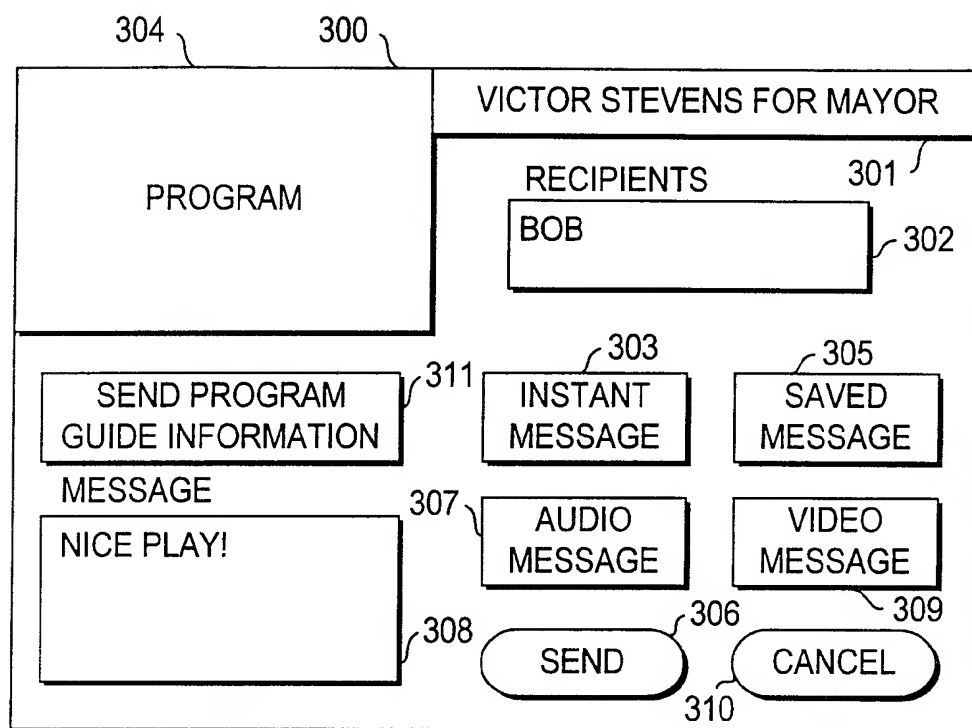 304
300
VICTOR STEVENS FOR MAYOR
301
PROGRAM
RECIPIENTS
BOB
302
303
305
SEND PROGRAM
GUIDE INFORMATION
311
INSTANT
MESSAGE
SAVED
MESSAGE
MESSAGE
NICE PLAY!
308
307
AUDIO
MESSAGE
VIDEO
MESSAGE
309
306
SEND
CANCEL
310